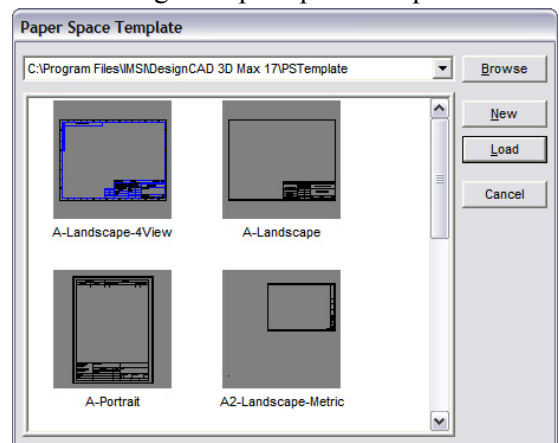 Paper Space Template
C:\Program Files\IMSI\DesignCAD 3D Max 17\PSTemplate
Browse
New
Load
Cancel
A-Landscape-4View
A-Landscape
A-Portrait
A2-Landscape-Metric